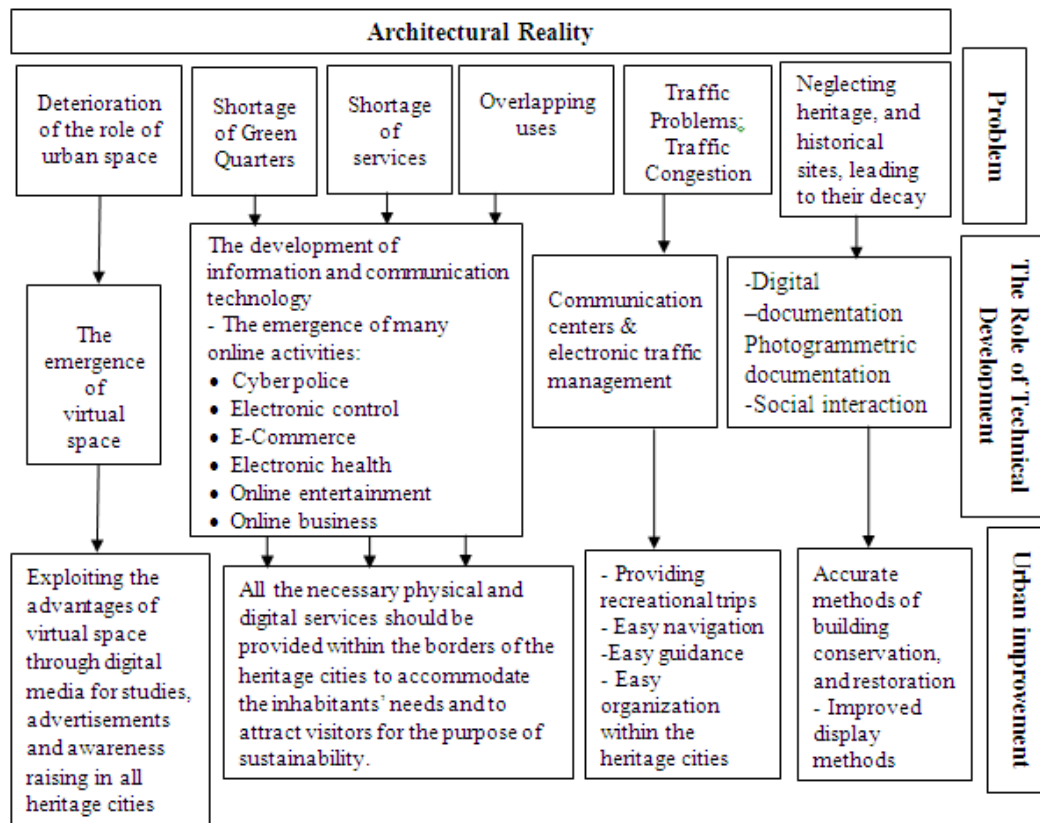 Architectural Reality
Deterioration
of the role of
urban space
Shortage
of Green
Quarters
Shortage
of
services
Overlapping
uses
Traffic
Problems;
Traffic
Congestion
Neglecting
heritage, and
historical
sites, leading
to their decay
Problem
The
emergence
of
virtual
space
The development of
information and communication
technology
- The emergence of many
online activities:
● Cyberpolice
● Electronic control
● E-Commerce
● Electronic health
● Online entertainment
● Online business
Communication
centers &
electronic traffic
management
-Digital
–documentation
Photogrammetric
documentation
-Social interaction
The Role of Technical
Development
Exploiting the
advantages of
virtual space
through digital
media for studies,
advertisements
and awareness
raising in all
heritage cities
All the necessary physical and
digital services should be
provided within the borders of the
heritage cities to accommodate
the inhabitants’ needs and to
attract visitors for the purpose of
sustainability.
- Providing
recreational trips
- Easy navigation
-Easy guidance
- Easy
organization
within the
heritage cities
Accurate
methods of
building
conservation,
and restoration
- Improved
display
methods
Urban improvement